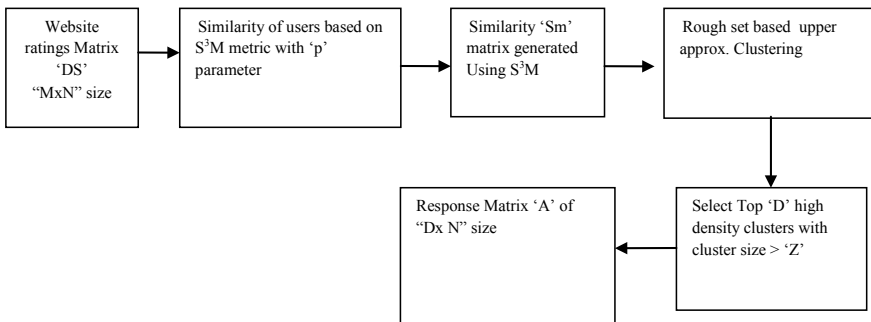 Website
ratings Matrix
‘DS’
“MxN” size
Similarity of users based on
S³M metric with ‘p’
parameter
Similarity ‘Sm’
matrix generated
Using S³M
Rough set based upper
approx. Clustering
Select Top ‘D’ high
density clusters with
cluster size > ‘Z’
Response Matrix ‘A’ of
“Dx N” size